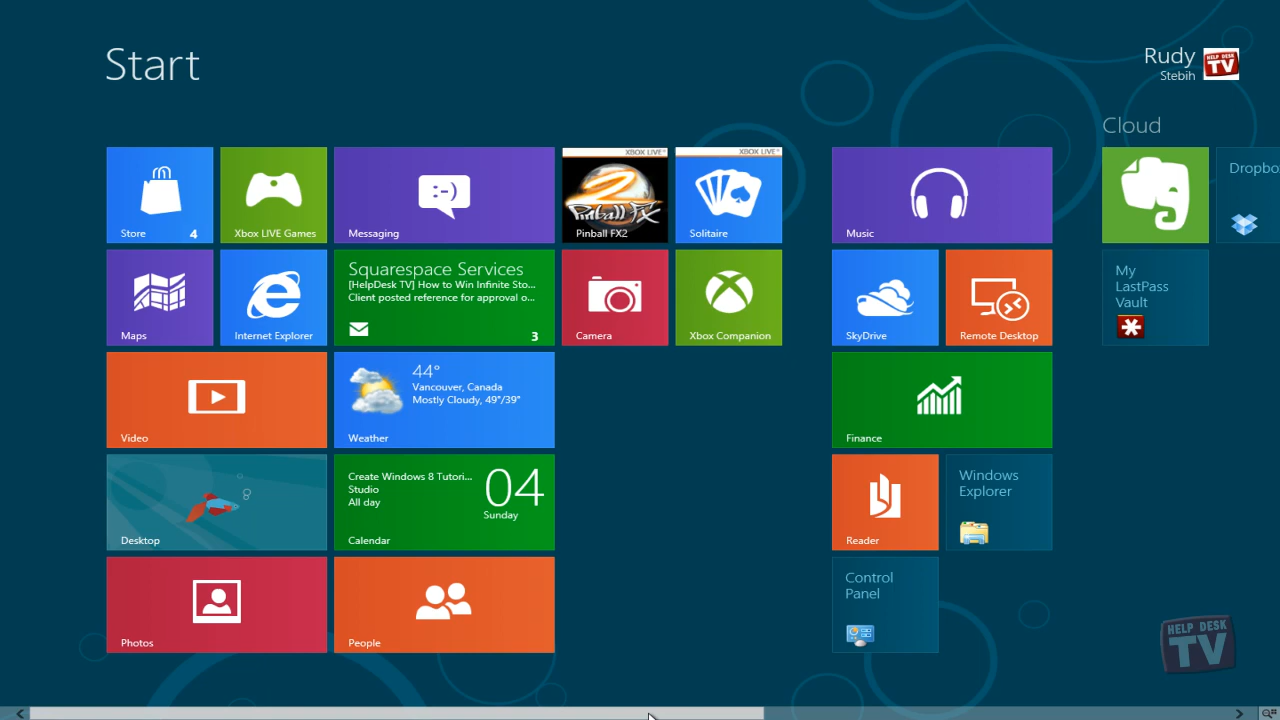 Start
Rudy
Stebih
HELP DESK
TV
Cloud
Store 4
Xbox LIVE Games
Messaging
:-)
XBOX LIVE
2
Pinball FX
Pinball FX2
XBOX LIVE
Solitaire
Music
Dropbo
Maps
Internet Explorer
Squarespace Services
[HelpDesk TV] How to Win Infinite Sto...
Client posted reference for approval o...
3
Camera
Xbox Companion
SkyDrive
Remote Desktop
My
LastPass
Vault
Video
44°
Vancouver, Canada
Mostly Cloudy, 49°/39°
Weather
Finance
Desktop
Create Windows 8 Tutori...
Studio
All day
04
Sunday
Calendar
Reader
Windows
Explorer
Photos
People
Control
Panel
HELP DESK
TV